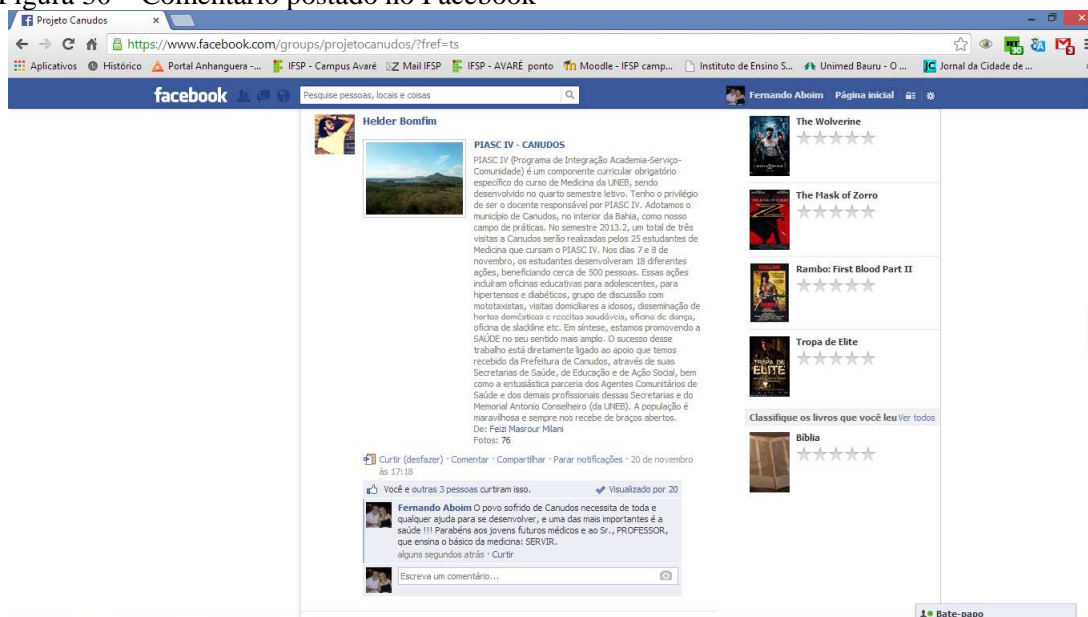 Figura 30 – Comentário postado no Facebook
Projeto Canudos
https://www.facebook.com/groups/projetocanudos/?fref=ts
Aplicativos Histórico Portal Anhanguera -... IFSP - Campus Avaré Z Mail IFSP IFSP - AVARÉ ponto Moodle - IFSP camp... Instituto de Ensino S... Unimed Bauru - O ... JC Jornal da Cidade de ...
facebook Pesquise pessoas, locais e coisas Fernando Aboim Página inicial
Helder Bomfim
PIASC IV - CANUDOS
PIASC IV (Programa de Integração Academia-Serviço-
Comunidade) é um componente curricular obrigatório
específico do curso de Medicina da UNEB, sendo
desenvolvido no quarto semestre letivo. Tenho o privilégio
de ser o docente responsável por PIASC IV. Adotamos o
município de Canudos, no interior da Bahia, como nosso
campo de práticas. No semestre 2013.2, um total de três
visitas a Canudos serão realizadas pelos 25 estudantes de
Medicina que cursam o PIASC IV. Nos dias 7 e 8 de
novembro, os estudantes desenvolveram 18 diferentes
ações, beneficiando cerca de 500 pessoas. Essas ações
incluíram oficinas educativas para adolescentes, para
hipertensos e diabéticos, grupo de discussão com
mototaxistas, visitas domiciliares a idosos, disseminação de
hortas domésticas e receitas saudáveis, oficina de dança,
oficina de slackline etc. Em síntese, estamos promovendo a
SAÚDE no seu sentido mais amplo. O sucesso desse
trabalho está diretamente ligado ao apoio que temos
recebido da Prefeitura de Canudos, através de suas
Secretarias de Saúde, de Educação e de Ação Social, bem
como a entusiástica parceria dos Agentes Comunitários de
Saúde e dos demais profissionais dessas Secretarias e do
Memorial Antonio Conselheiro (da UNEB). A população é
maravilhosa e sempre nos recebe de braços abertos.
De: Feizi Masrour Milani
Fotos: 76
Curtir (desfazer) · Comentar · Compartilhar · Parar notificações · 20 de novembro
às 17:18
Você e outras 3 pessoas curtiram isso. Visualizado por 20
Fernando Aboim O povo sofrido de Canudos necessita de toda e
qualquer ajuda para se desenvolver, e uma das mais importantes é a
saúde !!! Parabéns aos jovens futuros médicos e ao Sr., PROFESSOR,
que ensina o básico da medicina: SERVIR.
alguns segundos atrás · Curtir
Escreva um comentário...
The Wolverine
The Mask of Zorro
Rambo: First Blood Part II
Tropa de Elite
TROPA DE
ELITE
Classifique os livros que você leu Ver todos
Bíblia
Bate-papo